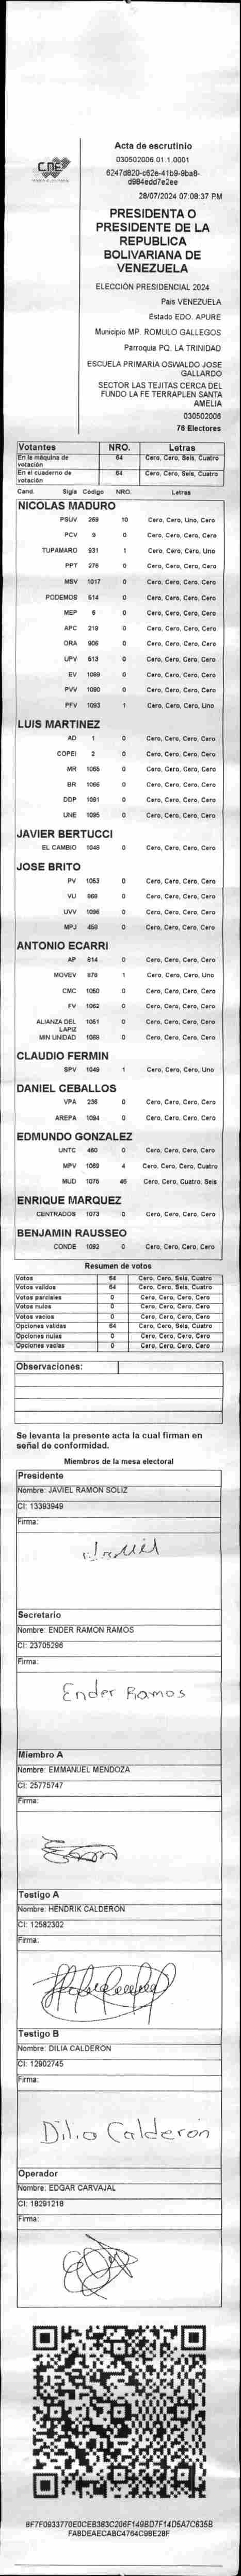 Acta de escrutinio
030502006.01.1.0001
6247d820-c62e-41b9-9ba8-
d984edd7e2ee
28/07/2024 07:08:37 PM
CNE
PRESIDENTA O
PRESIDENTE DE LA
REPUBLICA
BOLIVARIANA DE
VENEZUELA
ELECCIÓN PRESIDENCIAL 2024
País VENEZUELA
Estado EDO. APURE
Municipio MP. ROMULO GALLEGOS
Parroquia PQ. LA TRINIDAD
ESCUELA PRIMARIA OSWALDO JOSE
GALLARDO
SECTOR LAS TEJITAS CERCA DEL
FUNDO LA FE TERRAPLEN SANTA
AMELIA
030502006
76 Electores
Votantes NRO. Letras
En la máquina de votación 64 Cero, Cero, Seis, Cuatro
En el cuaderno de votación 64 Cero, Cero, Seis, Cuatro
Cand. Sigla Código NRO. Letras
NICOLAS MADURO
PSUV 269 10 Cero, Cero, Uno, Cero
PCV 9 0 Cero, Cero, Cero, Cero
TUPAMARO 931 1 Cero, Cero, Cero, Uno
PPT 276 0 Cero, Cero, Cero, Cero
MSV 1017 0 Cero, Cero, Cero, Cero
PODEMOS 514 0 Cero, Cero, Cero, Cero
MEP 6 0 Cero, Cero, Cero, Cero
APC 219 0 Cero, Cero, Cero, Cero
ORA 906 0 Cero, Cero, Cero, Cero
UPV 613 0 Cero, Cero, Cero, Cero
EV 1089 0 Cero, Cero, Cero, Cero
PVV 1090 0 Cero, Cero, Cero, Cero
PFV 1093 1 Cero, Cero, Cero, Uno
LUIS MARTINEZ
AD 1 0 Cero, Cero, Cero, Cero
COPEI 2 0 Cero, Cero, Cero, Cero
MR 1065 0 Cero, Cero, Cero, Cero
BR 1066 0 Cero, Cero, Cero, Cero
DDP 1091 0 Cero, Cero, Cero, Cero
UNE 1095 0 Cero, Cero, Cero, Cero
JAVIER BERTUCCI
EL CAMBIO 1048 0 Cero, Cero, Cero, Cero
JOSE BRITO
PV 1053 0 Cero, Cero, Cero, Cero
VU 868 0 Cero, Cero, Cero, Cero
UVV 1096 0 Cero, Cero, Cero, Cero
MPJ 458 0 Cero, Cero, Cero, Cero
ANTONIO ECARRI
AP 814 0 Cero, Cero, Cero, Cero
MOVEV 878 1 Cero, Cero, Cero, Uno
CMC 1050 0 Cero, Cero, Cero, Cero
FV 1062 0 Cero, Cero, Cero, Cero
ALIANZA DEL LAPIZ 1051 0 Cero, Cero, Cero, Cero
MIN UNIDAD 1068 0 Cero, Cero, Cero, Cero
CLAUDIO FERMIN
SPV 1049 1 Cero, Cero, Cero, Uno
DANIEL CEBALLOS
VPA 236 0 Cero, Cero, Cero, Cero
AREPA 1094 0 Cero, Cero, Cero, Cero
EDMUNDO GONZALEZ
UNTC 460 0 Cero, Cero, Cero, Cero
MPV 1069 4 Cero, Cero, Cero, Cuatro
MUD 1075 46 Cero, Cero, Cuatro, Seis
ENRIQUE MARQUEZ
CENTRADOS 1073 0 Cero, Cero, Cero, Cero
BENJAMIN RAUSSEO
CONDE 1092 0 Cero, Cero, Cero, Cero
Resumen de votos
Votos 64 Cero, Cero, Seis, Cuatro
Votos validos 64 Cero, Cero, Seis, Cuatro
Votos parciales 0 Cero, Cero, Cero, Cero
Votos nulos 0 Cero, Cero, Cero, Cero
Votos vacios 0 Cero, Cero, Cero, Cero
Opciones validas 64 Cero, Cero, Seis, Cuatro
Opciones nulas 0 Cero, Cero, Cero, Cero
Opciones vacias 0 Cero, Cero, Cero, Cero
Observaciones:
Se levanta la presente acta la cual firman en
señal de conformidad.
Miembros de la mesa electoral
Presidente
Nombre: JAVIEL RAMON SOLIZ
CI: 13393949
Firma:
Javiel
Secretario
Nombre: ENDER RAMON RAMOS
CI: 23705296
Firma:
Ender Ramos
Miembro A
Nombre: EMMANUEL MENDOZA
CI: 25775747
Firma:
Testigo A
Nombre: HENDRIK CALDERON
CI: 12582302
Firma:
Testigo B
Nombre: DILIA CALDERON
CI: 12902745
Firma:
Dilia Calderon
Operador
Nombre: EDGAR CARVAJAL
CI: 18291218
Firma:
8F7F0933770E0CEB383C206F149BD7F14D5A7C635B
FABDEAECABC4764C98E28F